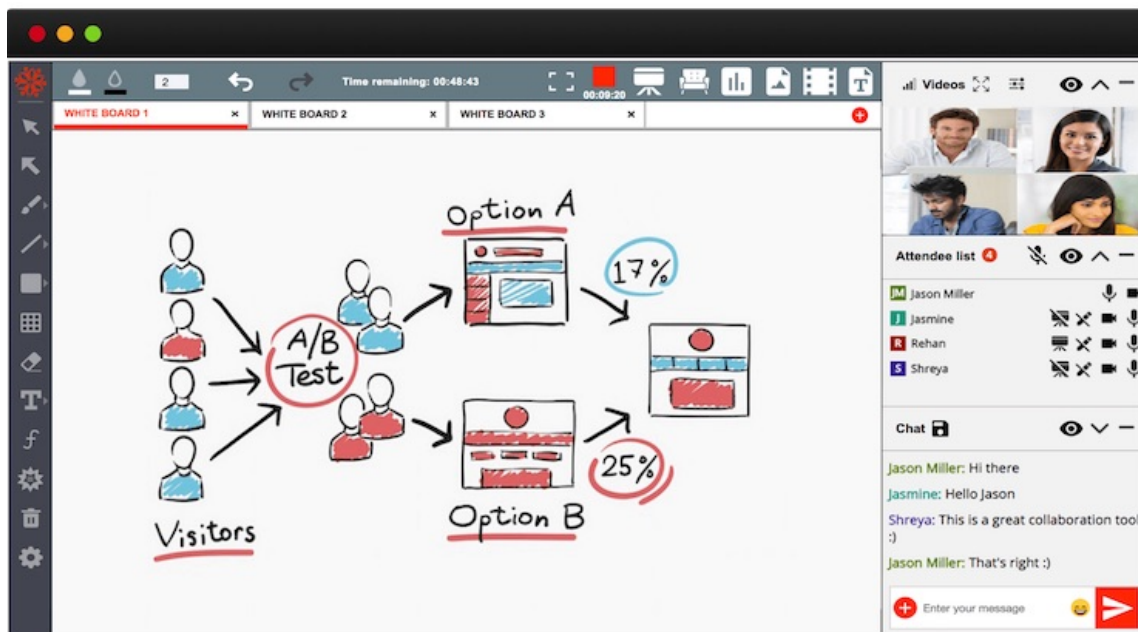 2
Time remaining: 00:48:43
00:09:20
T
WHITE BOARD 1
WHITE BOARD 2
WHITE BOARD 3
T
f
Option A
17%
A/B
Test
25%
Option B
Visitors
Videos
Attendee list 4
JM Jason Miller
J Jasmine
R Rehan
S Shreya
Chat
Jason Miller: Hi there
Jasmine: Hello Jason
Shreya: This is a great collaboration tool
:)
Jason Miller: That's right :)
Enter your message